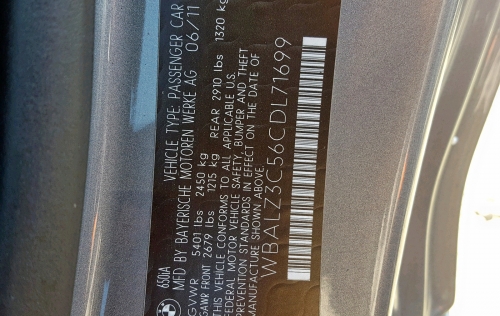 650iA
VEHICLE TYPE: PASSENGER CAR
MFD BY BAYERISCHE MOTOREN WERKE AG 06/11
GVWR 5401 lbs 2450 kg
GAWR FRONT 2679 lbs 1215 kg REAR 2910 lbs 1320 kg
THIS VEHICLE CONFORMS TO ALL APPLICABLE U.S.
FEDERAL MOTOR VEHICLE SAFETY, BUMPER AND THEFT
PREVENTION STANDARDS IN EFFECT ON THE DATE OF
MANUFACTURE SHOWN ABOVE.
WBALZ3C56CDL71699